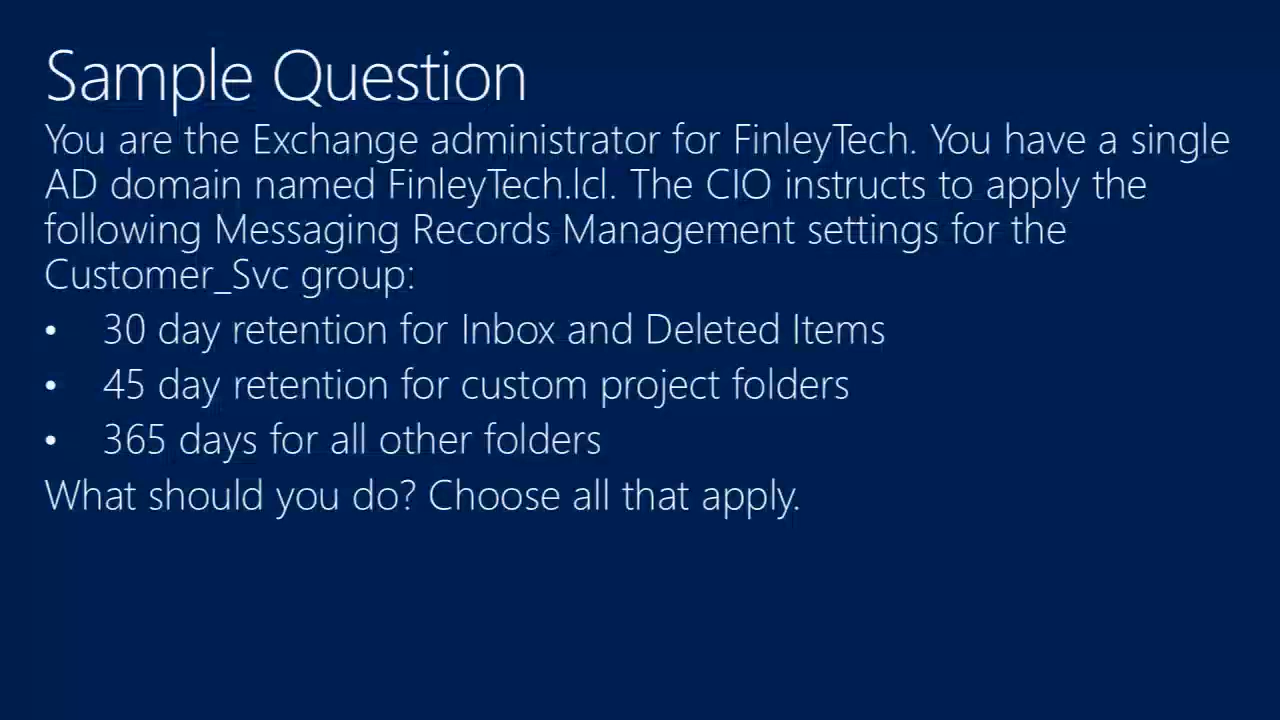 Sample Question
You are the Exchange administrator for FinleyTech. You have a single
AD domain named FinleyTech.lcl. The CIO instructs to apply the
following Messaging Records Management settings for the
Customer_Svc group:
• 30 day retention for Inbox and Deleted Items
• 45 day retention for custom project folders
• 365 days for all other folders
What should you do? Choose all that apply.